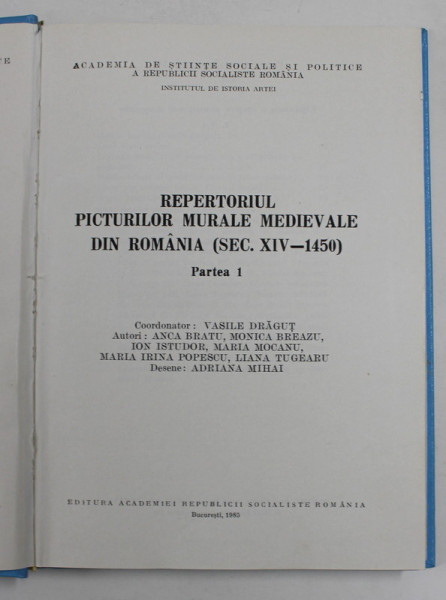 ACADEMIA DE ȘTIINȚE SOCIALE ȘI POLITICE
A REPUBLICII SOCIALISTE ROMÂNIA
INSTITUTUL DE ISTORIA ARTEI
REPERTORIUL
PICTURILOR MURALE MEDIEVALE
DIN ROMÂNIA (SEC. XIV—1450)
Partea 1
Coordonator: VASILE DRĂGUȚ
Autori: ANCA BRATU, MONICA BREAZU,
ION ISTUDOR, MARIA MOCANU,
MARIA IRINA POPESCU, LIANA TUGEARU
Desene: ADRIANA MIHAI
EDITURA ACADEMIEI REPUBLICII SOCIALISTE ROMÂNIA
București, 1985